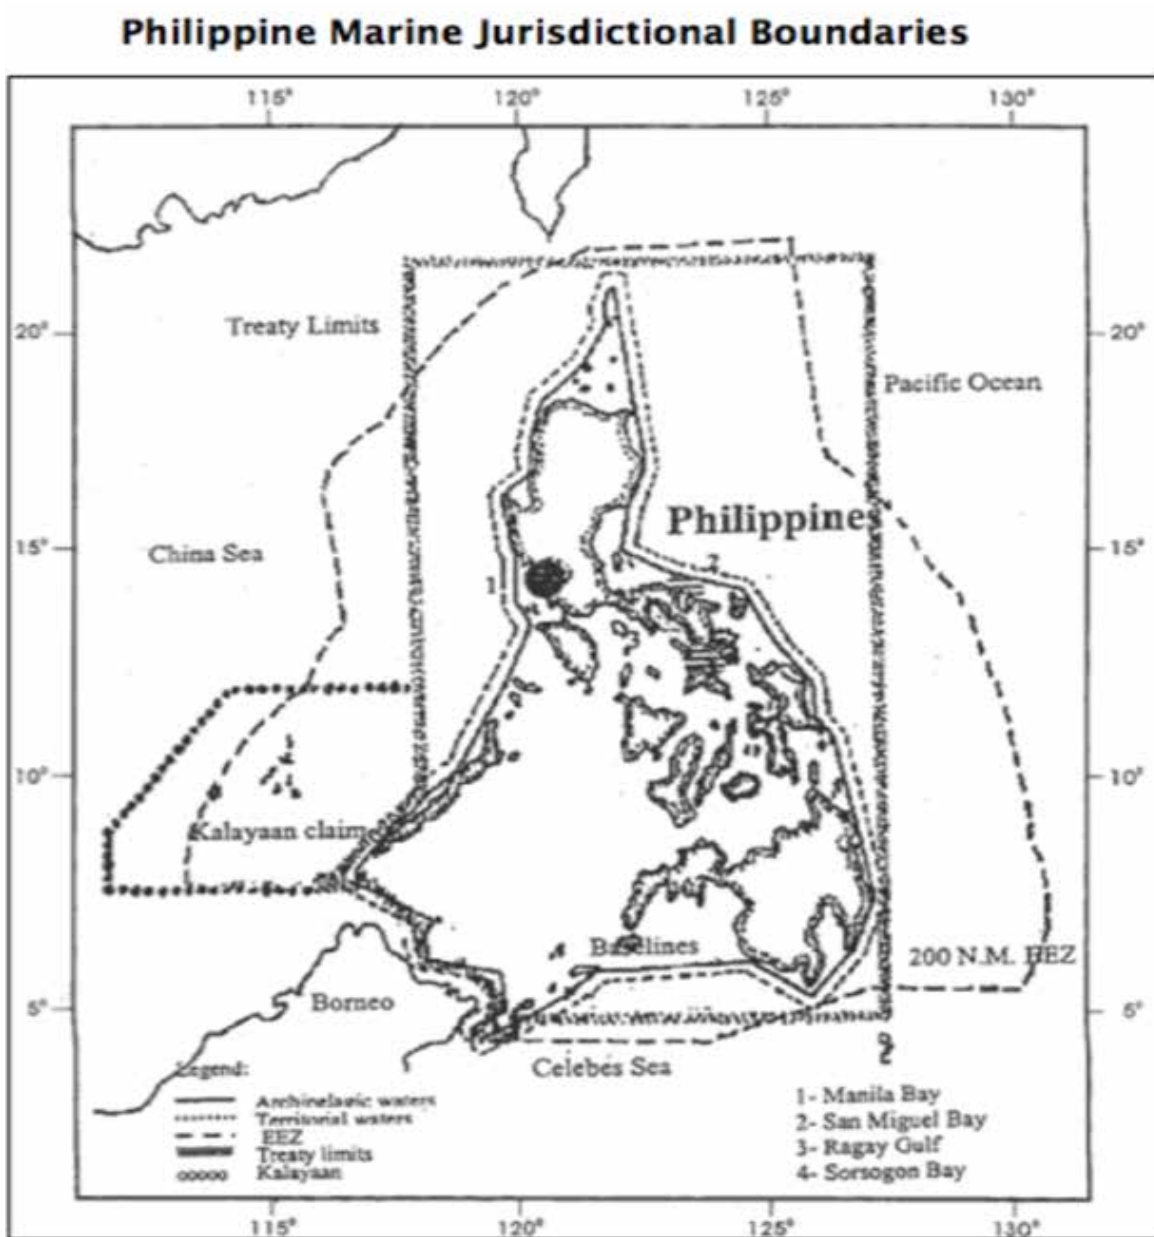 Philippine Marine Jurisdictional Boundaries
115° 120° 125° 130°
20° 20°
Treaty Limits
Pacific Ocean
Philippines
15° 15°
China Sea
1
2
10° 10°
Kalayaan claim
Baselines
200 N.M. EEZ
Borneo
5° 5°
Celebes Sea
Legend:
Archipelagic waters
Territorial waters
EEZ
Treaty limits
Kalayaan
1- Manila Bay
2- San Miguel Bay
3- Ragay Gulf
4- Sorsogon Bay
115° 120° 125° 130°